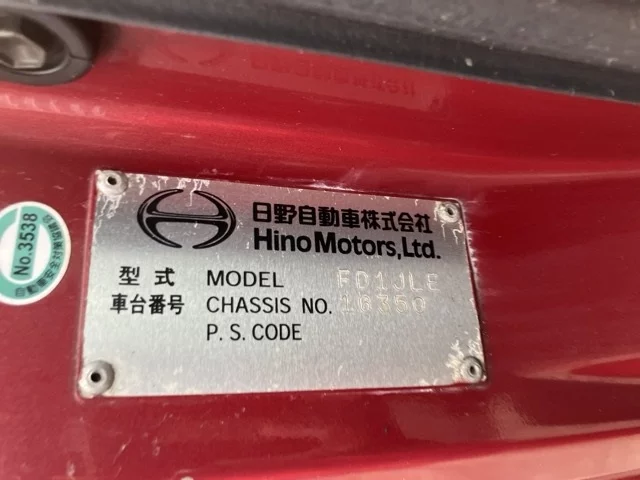 日野自動車株式会社
Hino Motors, Ltd.
型式 MODEL FD1JLE
車台番号 CHASSIS NO. 16350
P.S. CODE
No.3538